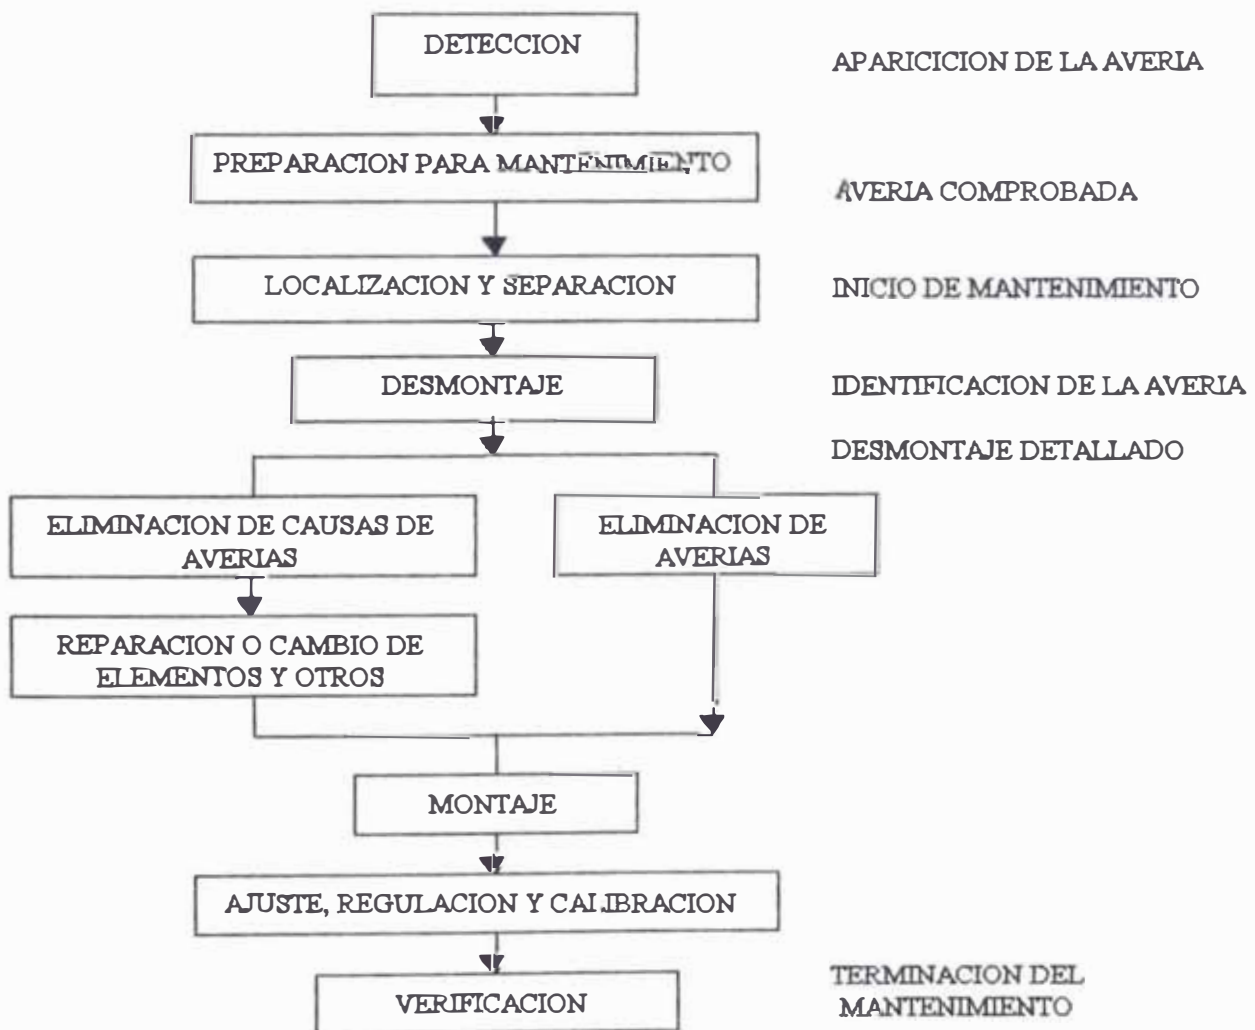 DETECCION
APARICICION DE LA AVERIA
PREPARACION PARA MANTENIMIENTO
AVERIA COMPROBADA
LOCALIZACION Y SEPARACION
INICIO DE MANTENIMIENTO
DESMONTAJE
IDENTIFICACION DE LA AVERIA
DESMONTAJE DETALLADO
ELIMINACION DE CAUSAS DE
AVERIAS
ELIMINACION DE
AVERIAS
REPARACION O CAMBIO DE
ELEMENTOS Y OTROS
MONTAJE
AJUSTE, REGULACION Y CALIBRACION
VERIFICACION
TERMINACION DEL
MANTENIMIENTO